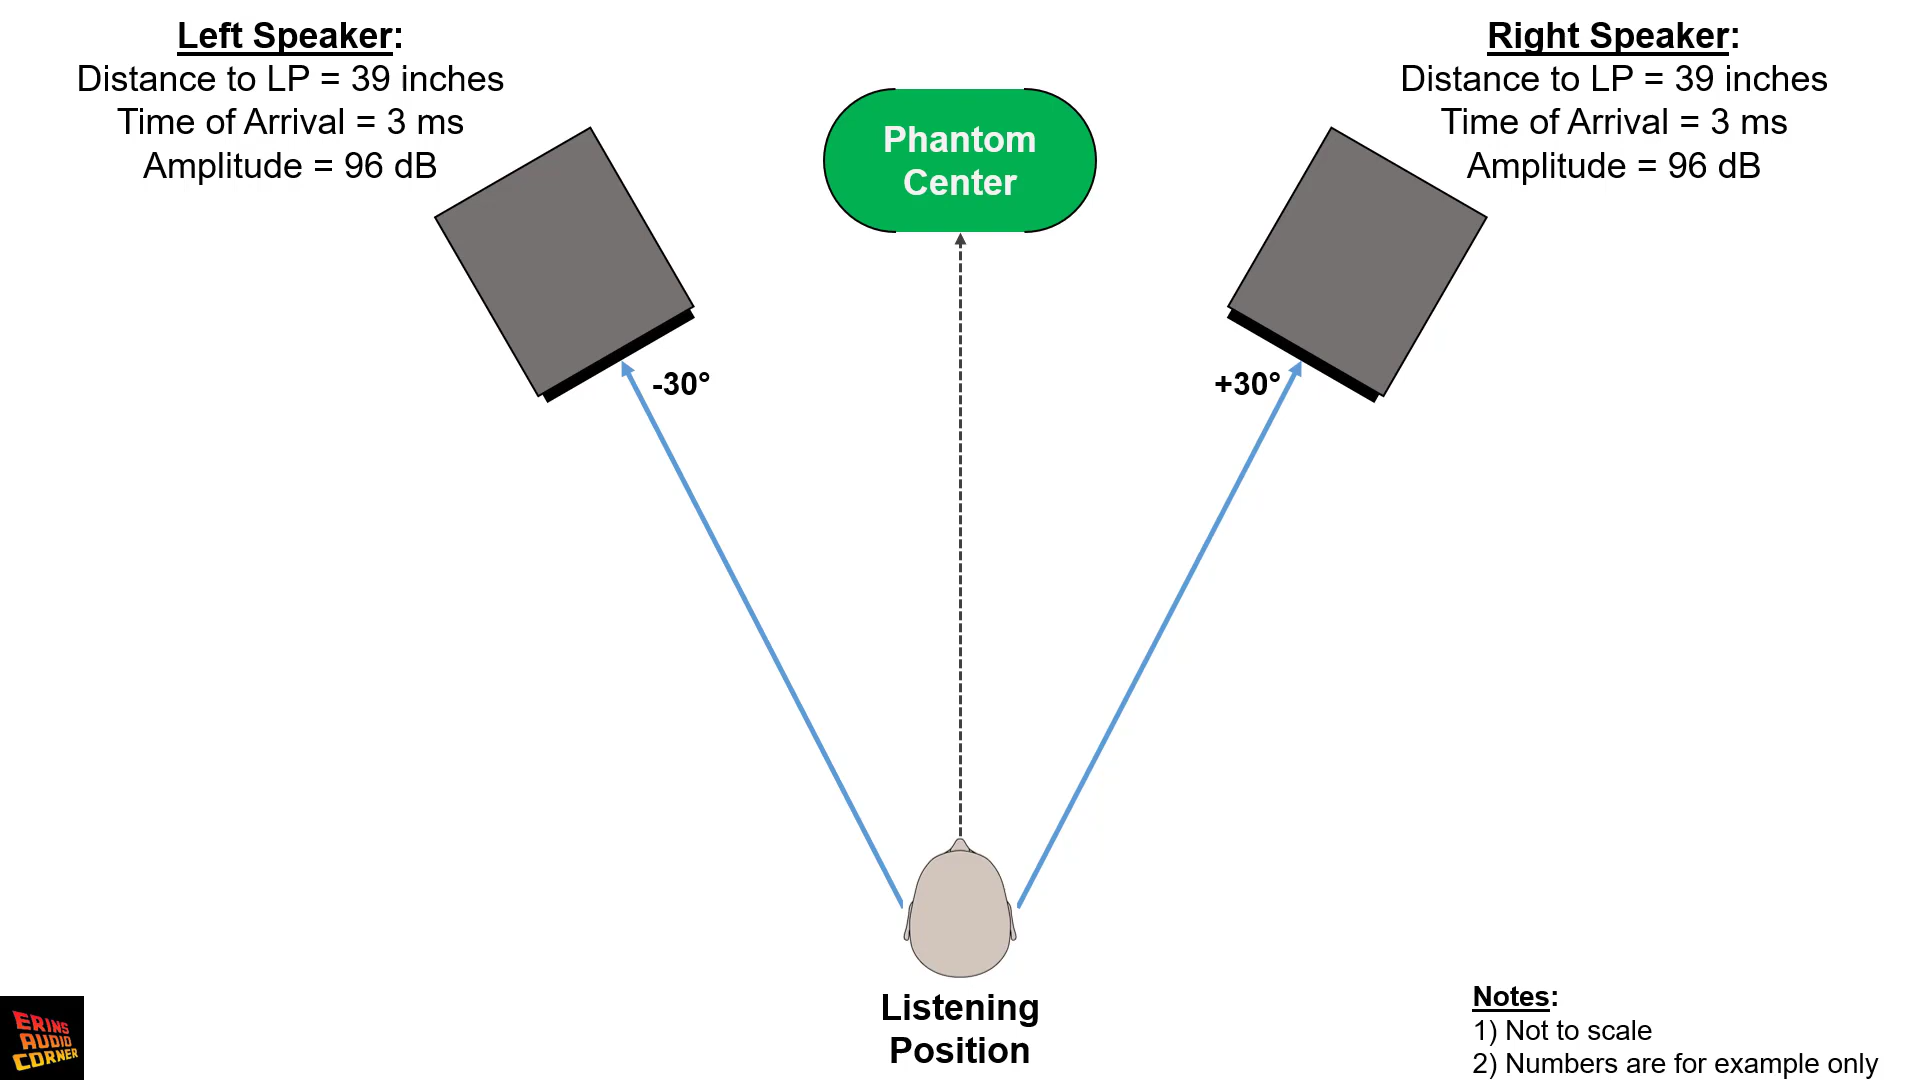 Left Speaker:
Distance to LP = 39 inches
Time of Arrival = 3 ms
Amplitude = 96 dB
Right Speaker:
Distance to LP = 39 inches
Time of Arrival = 3 ms
Amplitude = 96 dB
Phantom
Center
-30°
+30°
Listening
Position
Notes:
1) Not to scale
2) Numbers are for example only
ERINS
AUDIO
CORNER